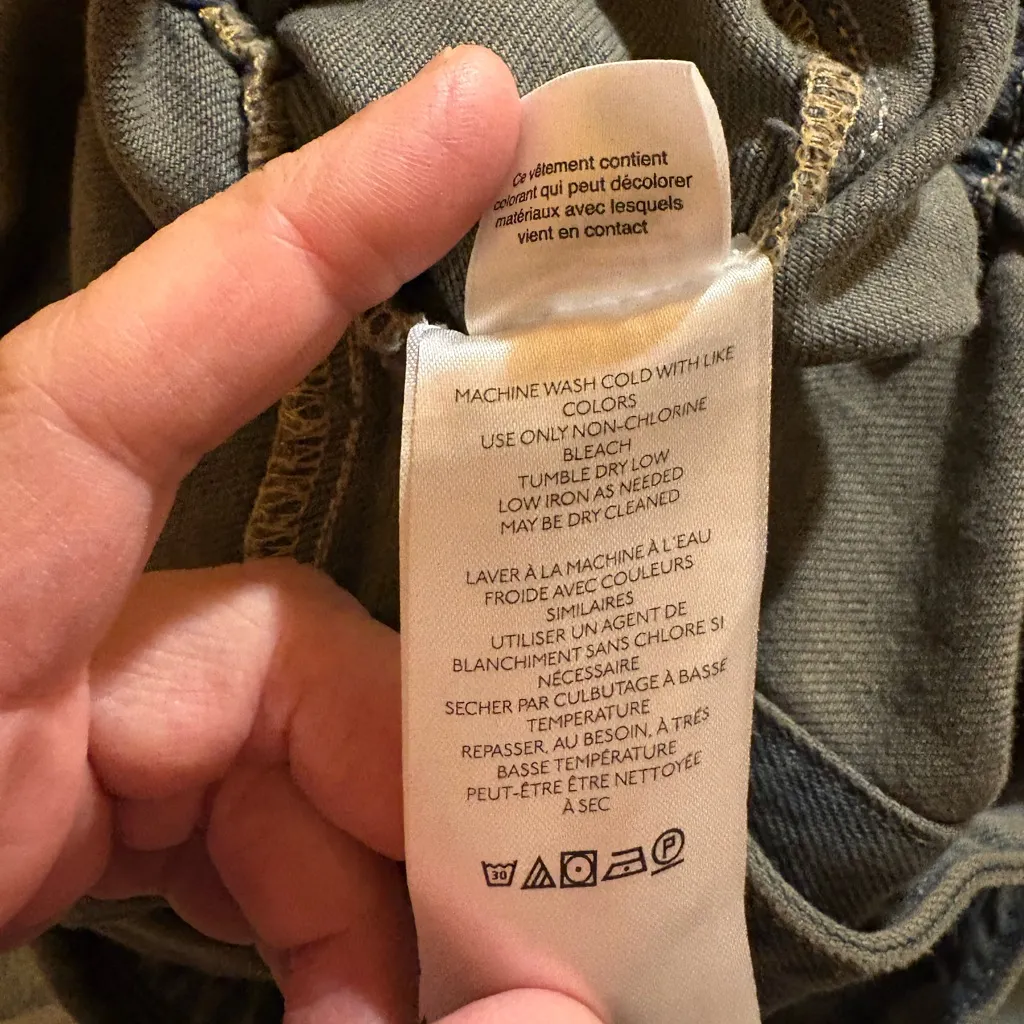 Ce vêtement contient
colorant qui peut décolorer
matériaux avec lesquels
vient en contact
MACHINE WASH COLD WITH LIKE
COLORS
USE ONLY NON-CHLORINE
BLEACH
TUMBLE DRY LOW
LOW IRON AS NEEDED
MAY BE DRY CLEANED
LAVER À LA MACHINE À L'EAU
FROIDE AVEC COULEURS
SIMILAIRES
UTILISER UN AGENT DE
BLANCHIMENT SANS CHLORE SI
NÉCESSAIRE
SECHER PAR CULBUTAGE À BASSE
TEMPERATURE
REPASSER, AU BESOIN, À TRÉS
BASSE TEMPÉRATURE
PEUT-ÊTRE ÊTRE NETTOYÉE
À SEC
30 P